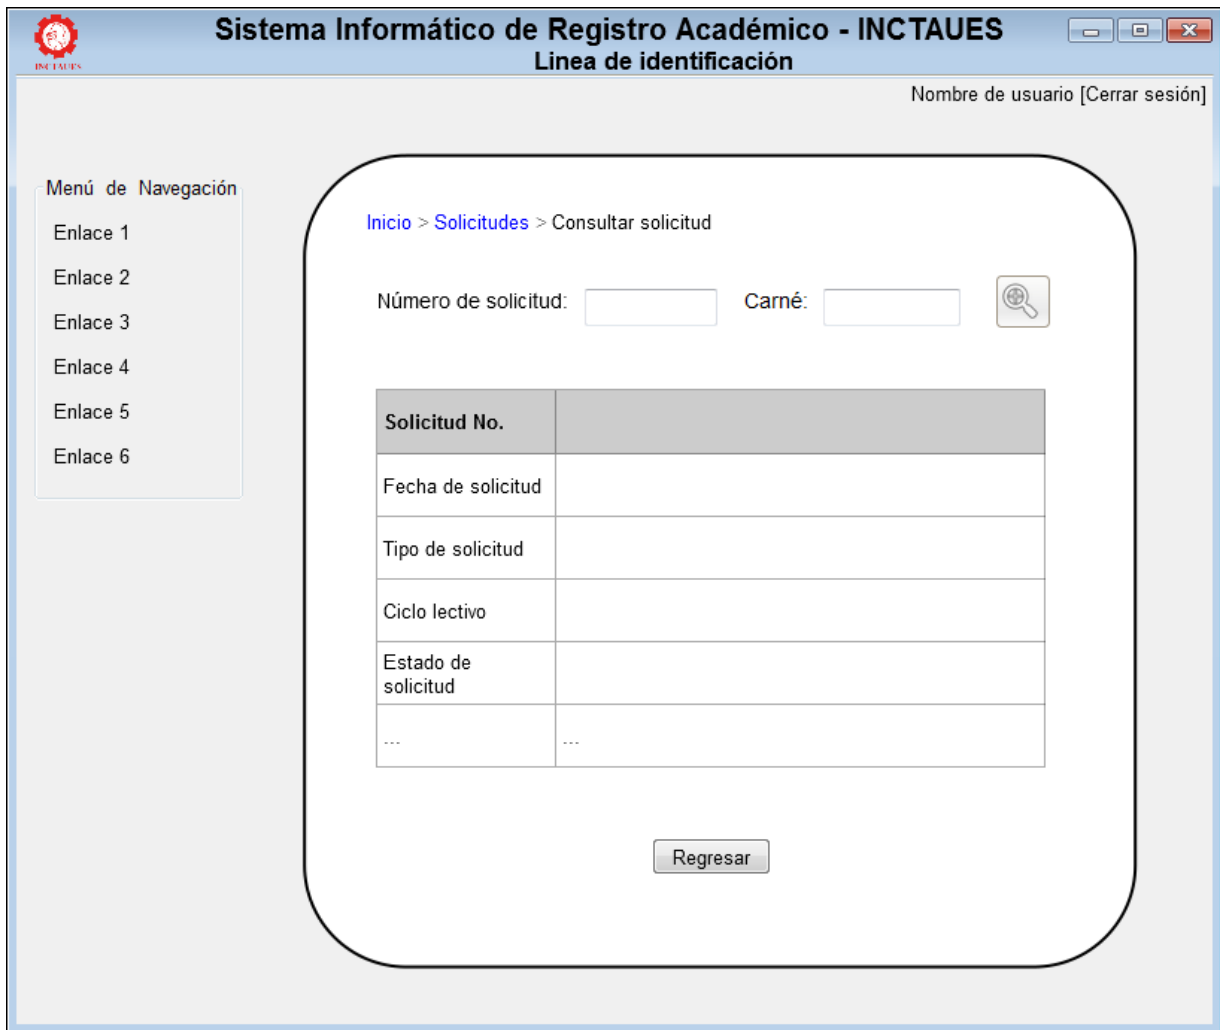 Sistema Informático de Registro Académico - INCTAUES
Linea de identificación
INCTAUES
Nombre de usuario [Cerrar sesión]
Menú de Navegación
Enlace 1
Enlace 2
Enlace 3
Enlace 4
Enlace 5
Enlace 6
Inicio > Solicitudes > Consultar solicitud
Número de solicitud: Carné:
Solicitud No.
Fecha de solicitud
Tipo de solicitud
Ciclo lectivo
Estado de
solicitud
... ...
Regresar